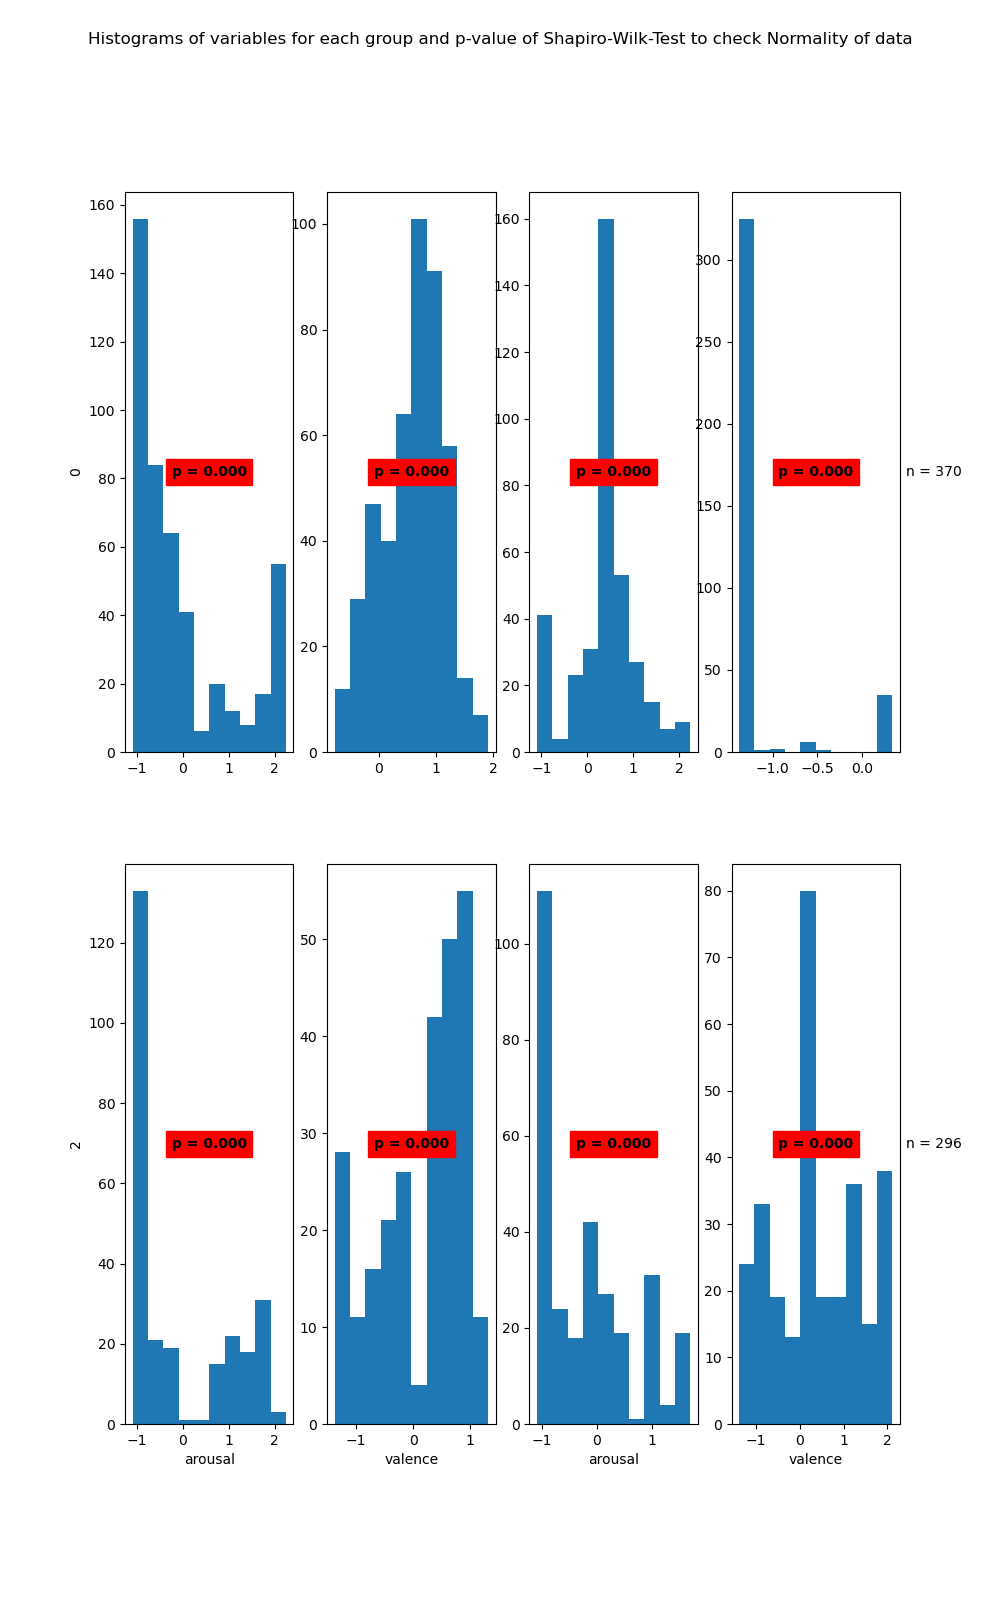 Histograms of variables for each group and p-value of Shapiro-Wilk-Test to check Normality of data
160
140
120
100
80
60
40
20
0
0
−1 0 1 2
p = 0.000
100
80
60
40
20
0
0 1 2
p = 0.000
160
140
120
100
80
60
40
20
0
−1 0 1 2
p = 0.000
300
250
200
150
100
50
0
−1.0 −0.5 0.0
p = 0.000
n = 370
2
120
100
80
60
40
20
0
−1 0 1 2
arousal
p = 0.000
50
40
30
20
10
0
−1 0 1
valence
p = 0.000
100
80
60
40
20
0
−1 0 1
arousal
p = 0.000
80
70
60
50
40
30
20
10
0
−1 0 1 2
valence
p = 0.000
n = 296